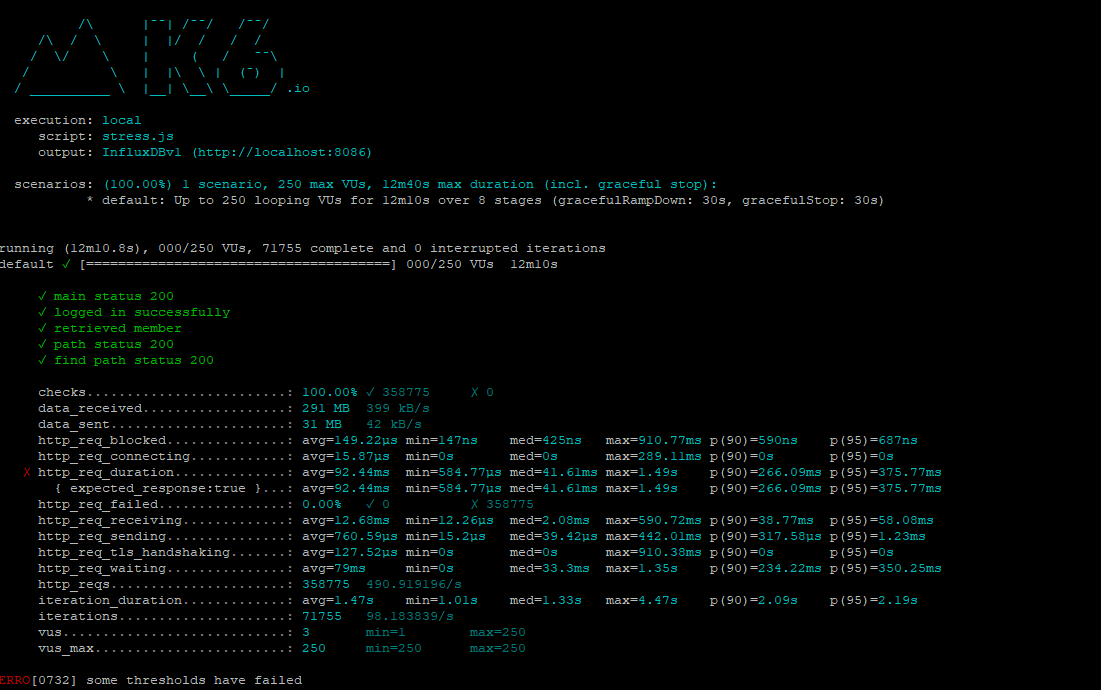 /\      |‾‾| /‾‾/   /‾‾/
     /\  /  \     |  |/  /   /  /
    /  \/    \    |     (   /   ‾‾\
   /          \   |  |\  \ |  (‾)  |
  / __________ \  |__| \__\ \_____/ .io
execution: local
script: stress.js
output: InfluxDBv1 (http://localhost:8086)
scenarios: (100.00%) 1 scenario, 250 max VUs, 12m40s max duration (incl. graceful stop):
* default: Up to 250 looping VUs for 12m10s over 8 stages (gracefulRampDown: 30s, gracefulStop: 30s)
running (12m10.8s), 000/250 VUs, 71755 complete and 0 interrupted iterations
default ✓ [======================================] 000/250 VUs  12m10s
✓ main status 200
✓ logged in successfully
✓ retrieved member
✓ path status 200
✓ find path status 200
checks.........................: 100.00% ✓ 358775     ✗ 0
data_received..................: 291 MB  399 kB/s
data_sent......................: 31 MB   42 kB/s
http_req_blocked...............: avg=149.22µs min=147ns    med=425ns   max=910.77ms p(90)=590ns    p(95)=687ns
http_req_connecting............: avg=15.87µs  min=0s       med=0s      max=289.11ms p(90)=0s       p(95)=0s
✗ http_req_duration..............: avg=92.44ms  min=584.77µs med=41.61ms max=1.49s    p(90)=266.09ms p(95)=375.77ms
{ expected_response:true }...: avg=92.44ms  min=584.77µs med=41.61ms max=1.49s    p(90)=266.09ms p(95)=375.77ms
http_req_failed................: 0.00%   ✓ 0          ✗ 358775
http_req_receiving.............: avg=12.68ms  min=12.26µs  med=2.08ms  max=590.72ms p(90)=38.77ms  p(95)=58.08ms
http_req_sending...............: avg=760.59µs min=15.2µs   med=39.42µs max=442.01ms p(90)=317.58µs p(95)=1.23ms
http_req_tls_handshaking.......: avg=127.52µs min=0s       med=0s      max=910.38ms p(90)=0s       p(95)=0s
http_req_waiting...............: avg=79ms     min=0s       med=33.3ms  max=1.35s    p(90)=234.22ms p(95)=350.25ms
http_reqs......................: 358775  490.919196/s
iteration_duration.............: avg=1.47s    min=1.01s    med=1.33s   max=4.47s    p(90)=2.09s    p(95)=2.19s
iterations.....................: 71755   98.183839/s
vus............................: 3       min=1        max=250
vus_max........................: 250     min=250      max=250
ERRO[0732] some thresholds have failed